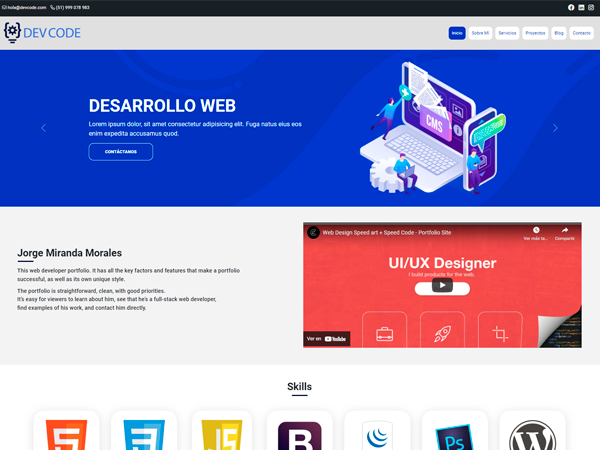 hola@devcode.com (51) 999 078 983
DEV CODE
Inicio Sobre Mí Servicios Proyectos Blog Contacto
DESARROLLO WEB
Lorem ipsum dolor, sit amet consectetur adipisicing elit. Fuga natus eius eos
enim expedita accusamus quod.
CONTÁCTANOS
CMS
Jorge Miranda Morales
This web developer portfolio. It has all the key factors and features that make a portfolio
successful, as well as its own unique style.
The portfolio is straightforward, clean, with good priorities.
It's easy for viewers to learn about him, see that he's a full-stack web developer,
find examples of his work, and contact him directly.
Web Design Speed art + Speed Code - Portfolio Site
Ver más ta... Compartir
UI/UX Designer
I build products for the web.
Ver en YouTube
Skills
5 3 JS B Ps W